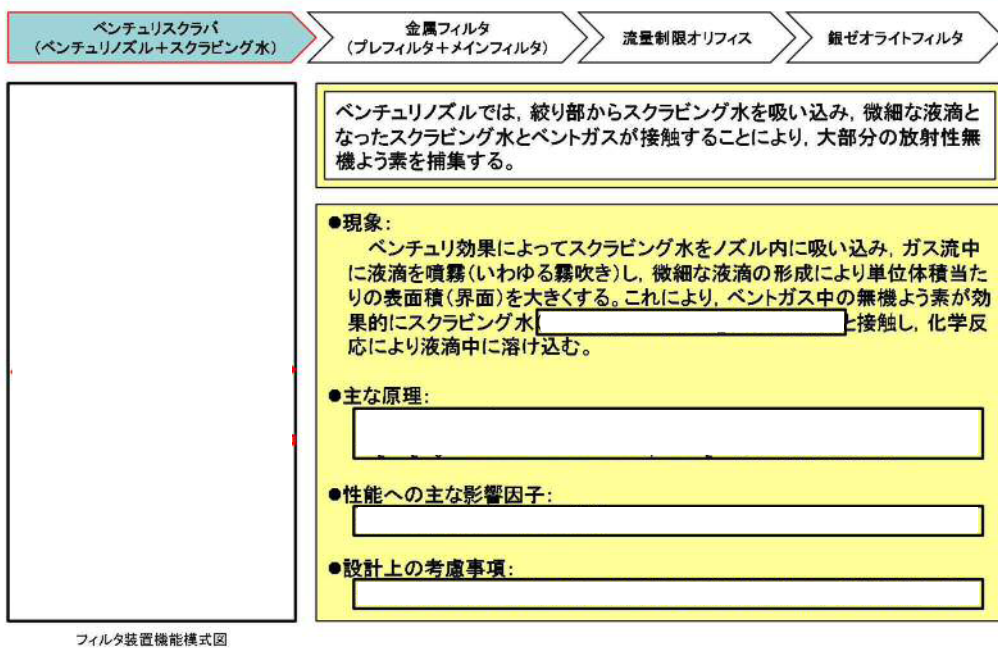 ベンチュリスクラバ
(ベンチュリノズル+スクラビング水)
金属フィルタ
(プレフィルタ+メインフィルタ)
流量制限オリフィス
銀ゼオライトフィルタ
ベンチュリノズルでは,絞り部からスクラビング水を吸い込み,微細な液滴と
なったスクラビング水とベントガスが接触することにより,大部分の放射性無
機よう素を捕集する。
●現象:
ベンチュリ効果によってスクラビング水をノズル内に吸い込み,ガス流中
に液滴を噴霧(いわゆる霧吹き)し,微細な液滴の形成により単位体積当た
りの表面積(界面)を大きくする。これにより,ベントガス中の無機よう素が効
果的にスクラビング水( と接触し,化学反
応により液滴中に溶け込む。
●主な原理:
●性能への主な影響因子:
●設計上の考慮事項:
フィルタ装置機能模式図